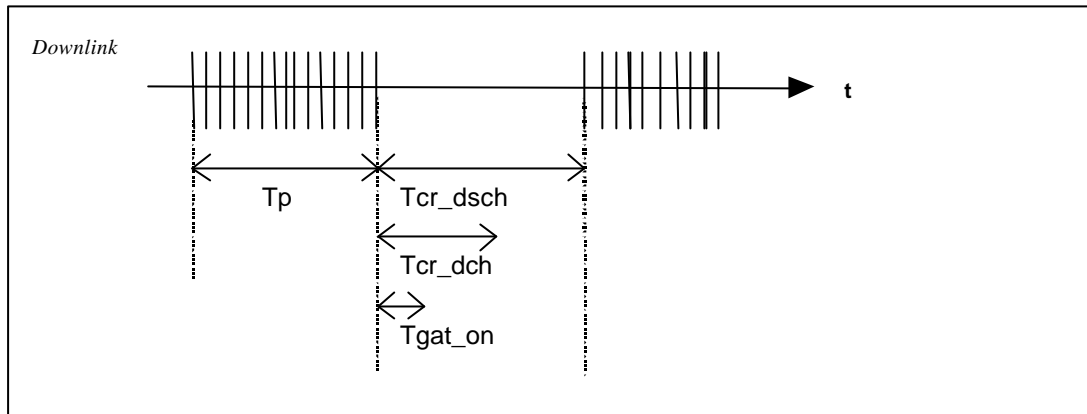 Downlink
t
Tp
Tcr_dsch
Tcr_dch
Tgat_on